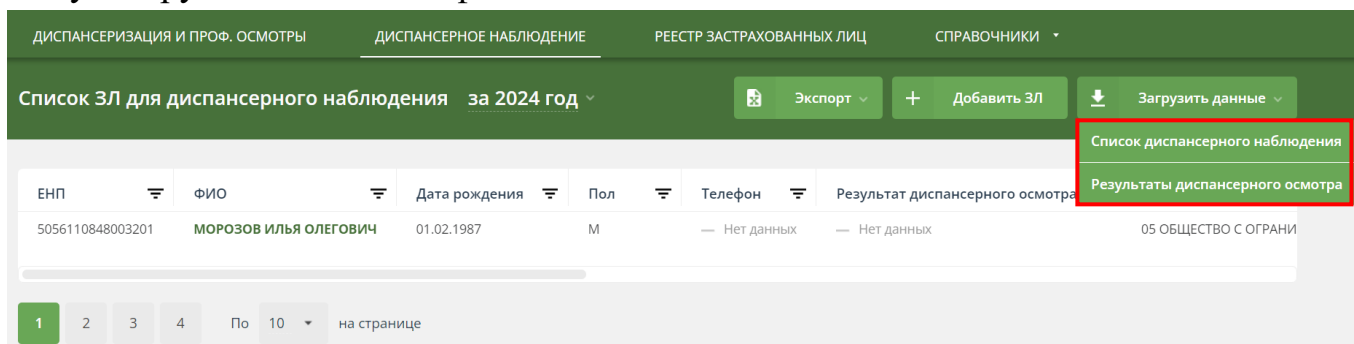 ДИСПАНСЕРИЗАЦИЯ И ПРОФ. ОСМОТРЫ ДИСПАНСЕРНОЕ НАБЛЮДЕНИЕ РЕЕСТР ЗАСТРАХОВАННЫХ ЛИЦ СПРАВОЧНИКИ
Список ЗЛ для диспансерного наблюдения за 2024 год Экспорт + Добавить ЗЛ Загрузить данные
Список диспансерного наблюдения
Результаты диспансерного осмотра
ЕНП ФИО Дата рождения Пол Телефон Результат диспансерного осмотра
5056110848003201 МОРОЗОВ ИЛЬЯ ОЛЕГОВИЧ 01.02.1987 М — Нет данных — Нет данных 05 ОБЩЕСТВО С ОГРАНИ
1 2 3 4 По 10 на странице